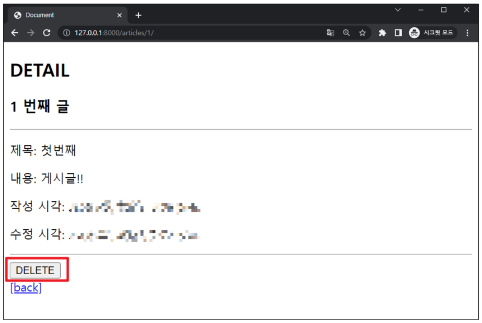 Document
127.0.0.1:8000/articles/1/
시크릿 모드
DETAIL
1 번째 글
제목: 첫번째
내용: 게시글!!
작성 시각:
수정 시각:
DELETE
[back]